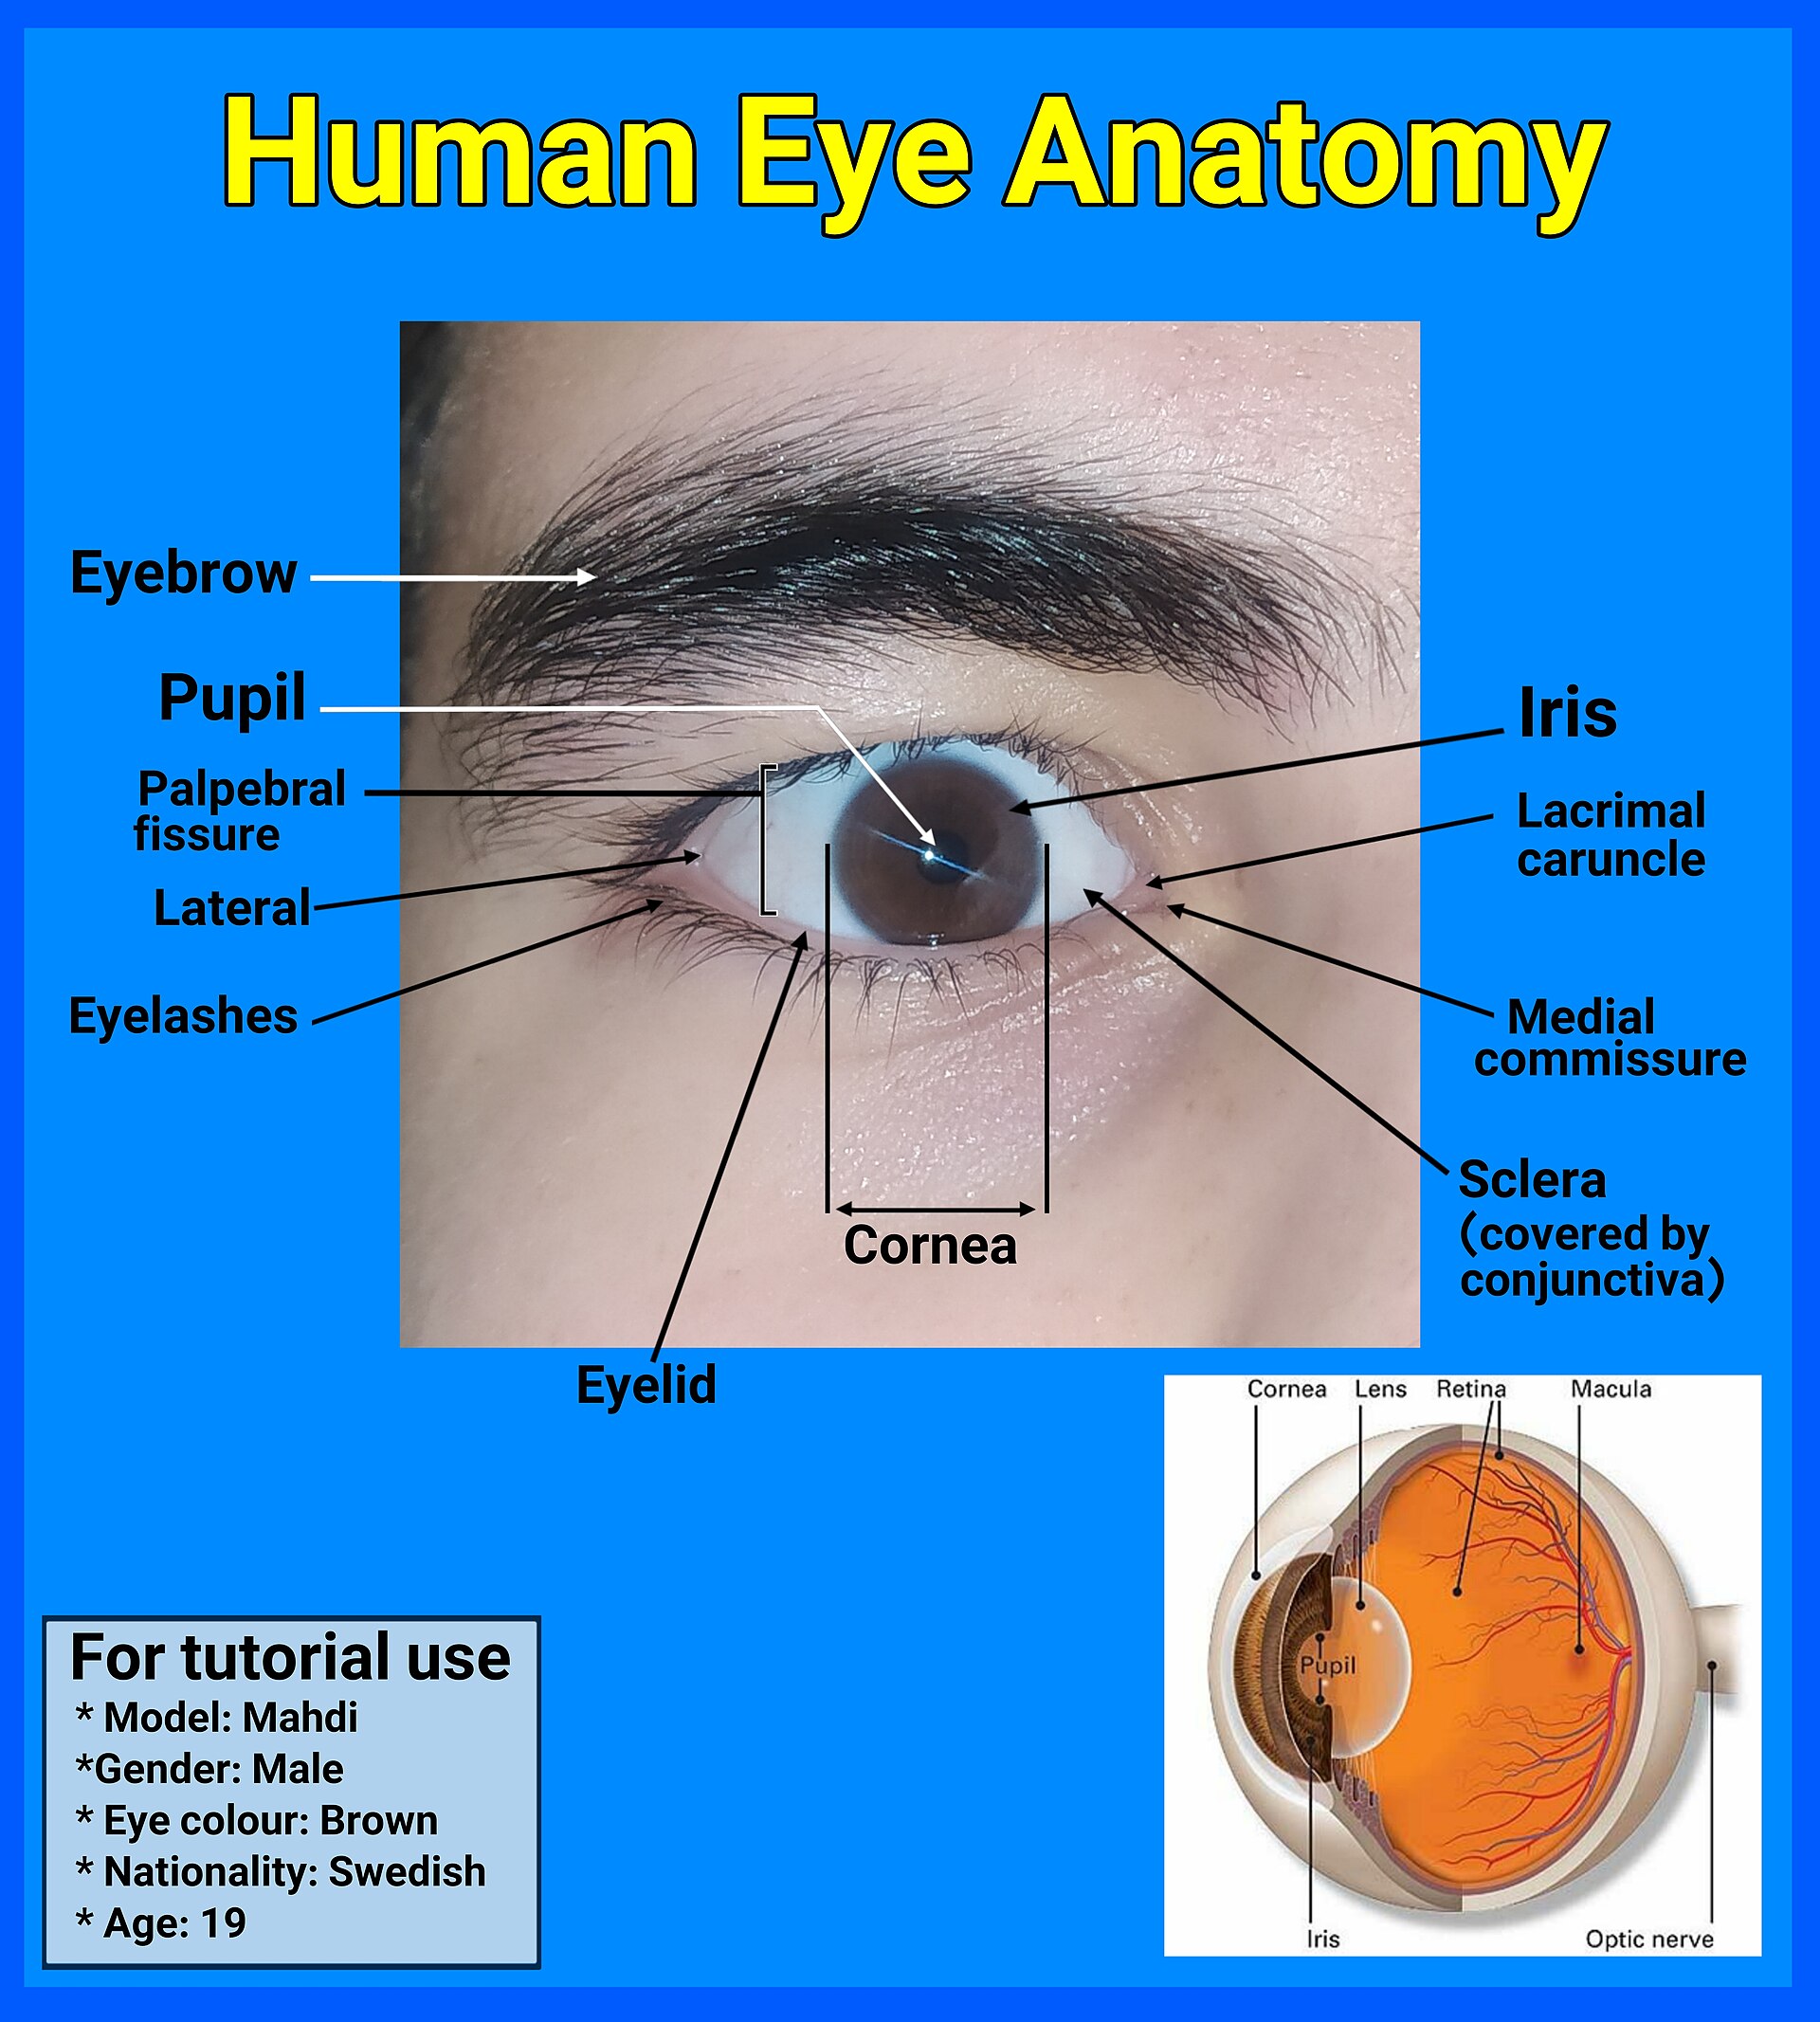 Human Eye Anatomy
Eyebrow
Pupil
Palpebral
fissure
Lateral
Eyelashes
Iris
Lacrimal
caruncle
Medial
commissure
Sclera
(covered by
conjunctiva)
Cornea
Eyelid
Cornea Lens Retina Macula
Pupil
Iris Optic nerve
For tutorial use
* Model: Mahdi
*Gender: Male
* Eye colour: Brown
* Nationality: Swedish
* Age: 19